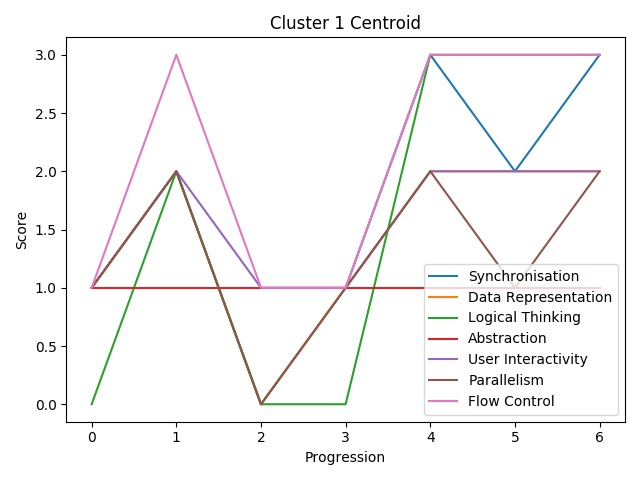 Cluster 1 Centroid
Score
3.0
2.5
2.0
1.5
1.0
0.5
0.0
0 1 2 3 4 5 6
Progression
Synchronisation
Data Representation
Logical Thinking
Abstraction
User Interactivity
Parallelism
Flow Control